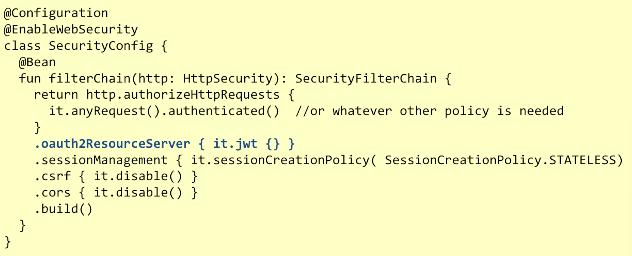 @Configuration
@EnableWebSecurity
class SecurityConfig {
  @Bean
  fun filterChain(http: HttpSecurity): SecurityFilterChain {
    return http.authorizeHttpRequests {
      it.anyRequest().authenticated()  //or whatever other policy is needed
    }
    .oauth2ResourceServer { it.jwt {} }
    .sessionManagement { it.sessionCreationPolicy( SessionCreationPolicy.STATELESS)
    .csrf { it.disable() }
    .cors { it.disable() }
    .build()
  }
}